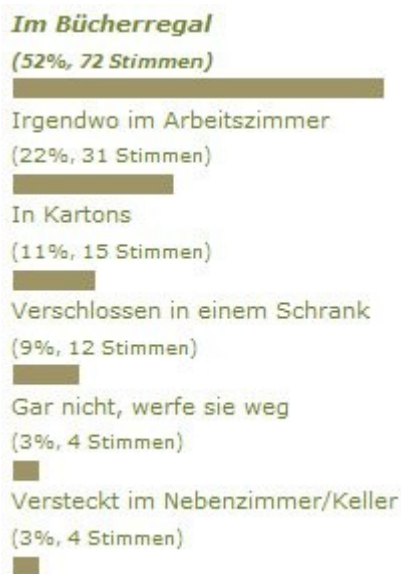 Im Bücherregal
(52%, 72 Stimmen)
Irgendwo im Arbeitszimmer
(22%, 31 Stimmen)
In Kartons
(11%, 15 Stimmen)
Verschlossen in einem Schrank
(9%, 12 Stimmen)
Gar nicht, werfe sie weg
(3%, 4 Stimmen)
Versteckt im Nebenzimmer/Keller
(3%, 4 Stimmen)